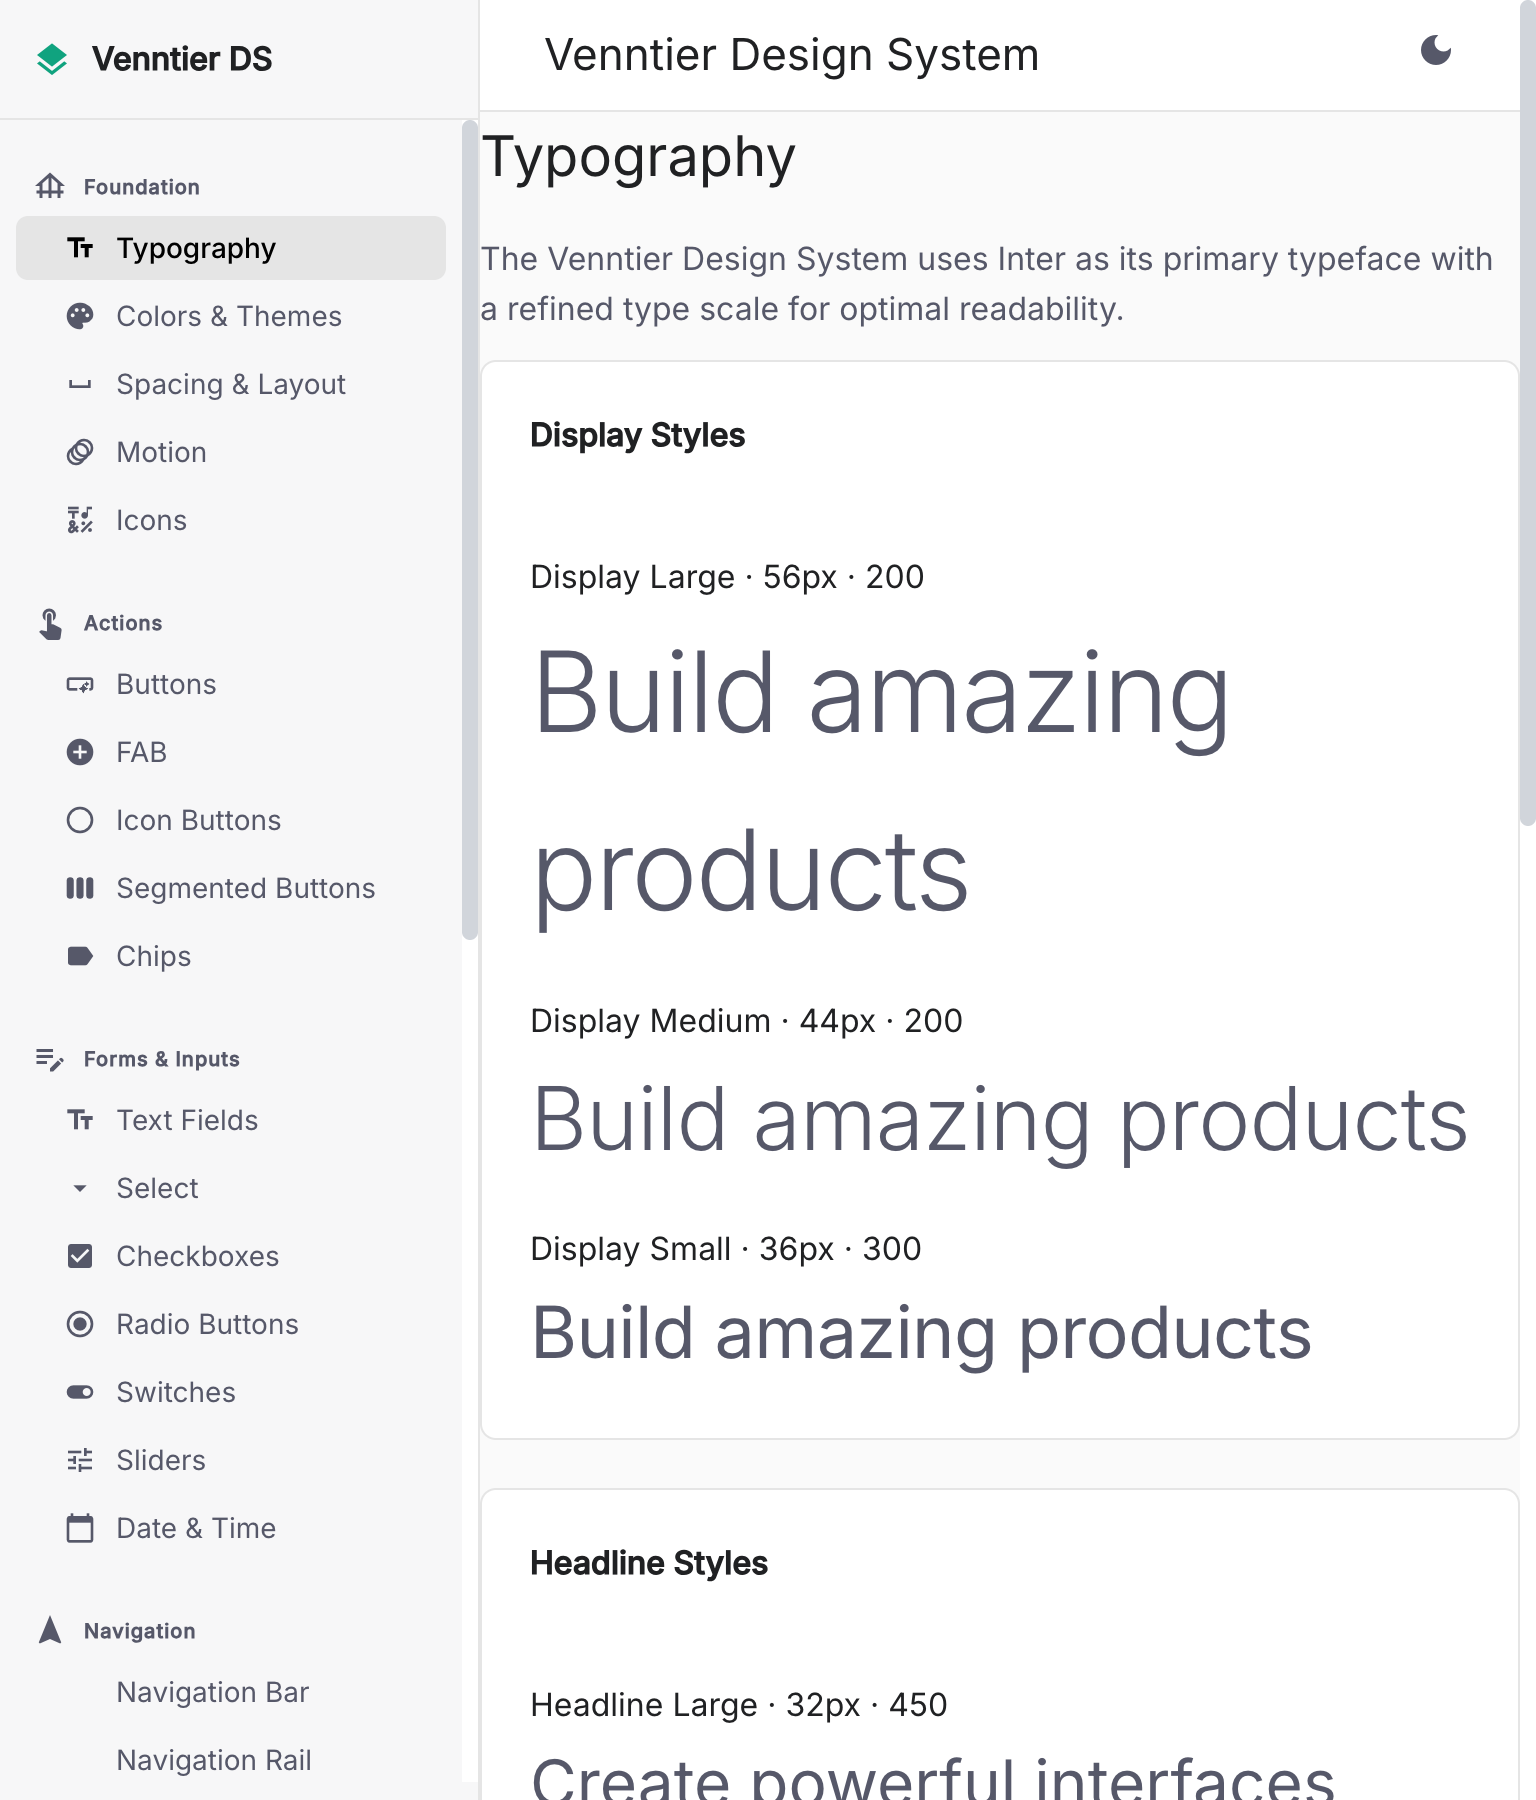 Venntier DS
Foundation
Typography
Colors & Themes
Spacing & Layout
Motion
Icons
Actions
Buttons
FAB
Icon Buttons
Segmented Buttons
Chips
Forms & Inputs
Text Fields
Select
Checkboxes
Radio Buttons
Switches
Sliders
Date & Time
Navigation
Navigation Bar
Navigation Rail
Venntier Design System
Typography
The Venntier Design System uses Inter as its primary typeface with
a refined type scale for optimal readability.
Display Styles
Display Large · 56px · 200
Build amazing
products
Display Medium · 44px · 200
Build amazing products
Display Small · 36px · 300
Build amazing products
Headline Styles
Headline Large · 32px · 450
Create powerful interfaces